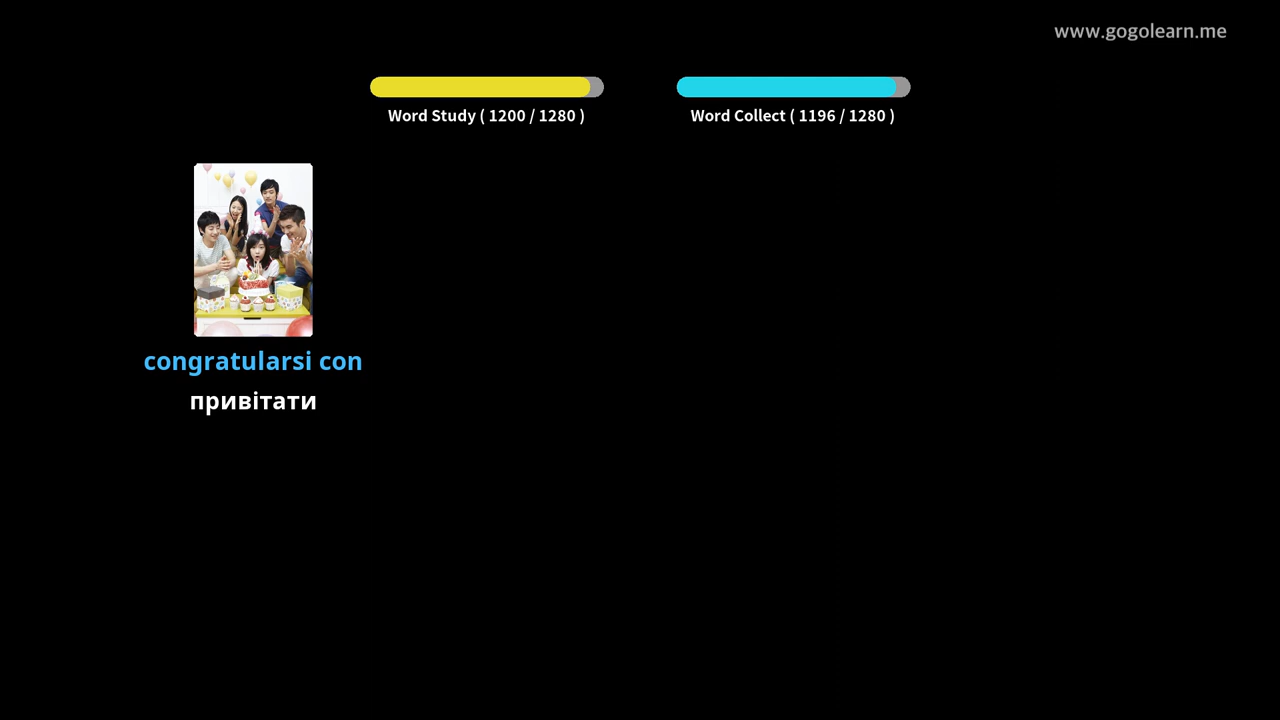 www.gogolearn.me
Word Study ( 1200 / 1280 )
Word Collect ( 1196 / 1280 )
congratularsi con
привітати